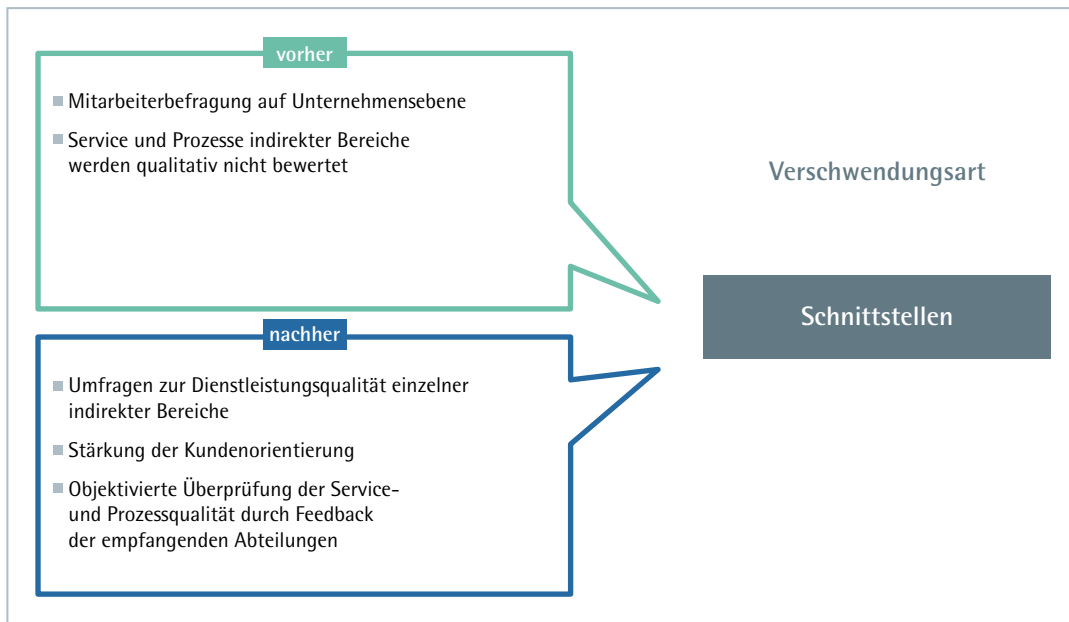 vorher
Mitarbeiterbefragung auf Unternehmensebene
Service und Prozesse indirekter Bereiche
werden qualitativ nicht bewertet
Verschwendungsart
Schnittstellen
nachher
Umfragen zur Dienstleistungsqualität einzelner
indirekter Bereiche
Stärkung der Kundenorientierung
Objektivierte Überprüfung der Service-
und Prozessqualität durch Feedback
der empfangenden Abteilungen